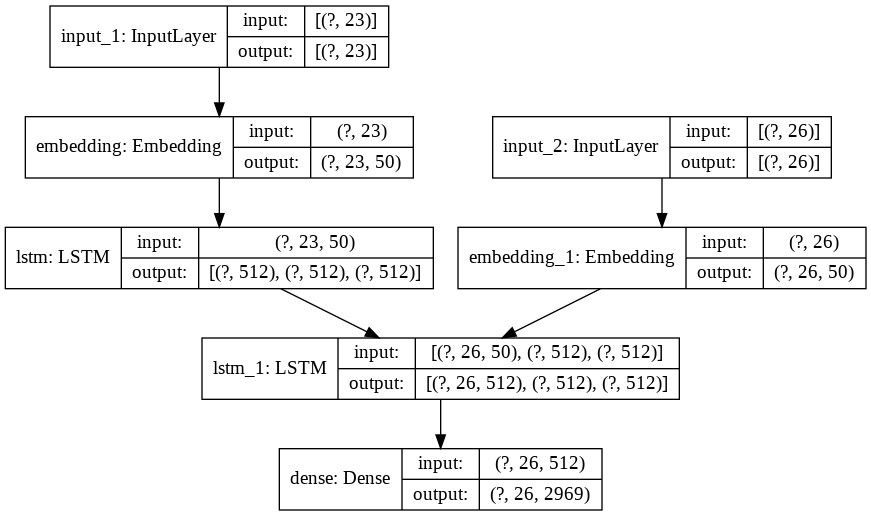 input_1: InputLayer
input: [(?, 23)]
output: [(?, 23)]
embedding: Embedding
input: (?, 23)
output: (?, 23, 50)
input_2: InputLayer
input: [(?, 26)]
output: [(?, 26)]
lstm: LSTM
input: (?, 23, 50)
output: [(?, 512), (?, 512), (?, 512)]
embedding_1: Embedding
input: (?, 26)
output: (?, 26, 50)
lstm_1: LSTM
input: [(?, 26, 50), (?, 512), (?, 512)]
output: [(?, 26, 512), (?, 512), (?, 512)]
dense: Dense
input: (?, 26, 512)
output: (?, 26, 2969)